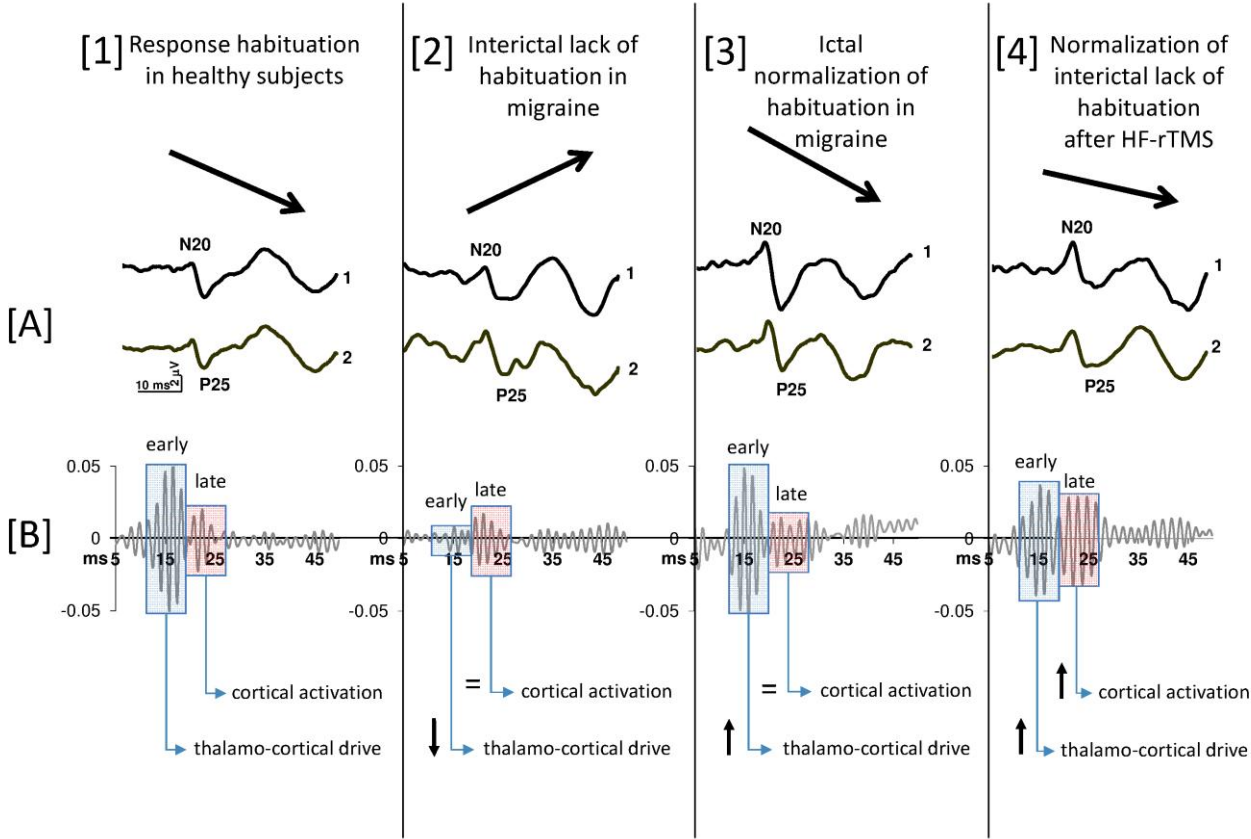 [1] Response habituation
in healthy subjects
[2] Interictal lack of
habituation in
migraine
[3] Ictal
normalization of
habituation in
migraine
[4] Normalization of
interictal lack of
habituation
after HF-rTMS
[A]
N20
1
2
P25
10 ms
2 μV
N20
1
2
P25
N20
1
2
P25
N20
1
2
P25
[B]
early
late
0.05
0
-0.05
ms 5 15 25 35 45
cortical activation
thalamo-cortical drive
early
late
0.05
0
-0.05
ms 5 15 25 35 45
= cortical activation
thalamo-cortical drive
early
late
0.05
0
-0.05
ms 5 15 25 35 45
= cortical activation
thalamo-cortical drive
early
late
0.05
0
-0.05
ms 5 15 25 35 45
cortical activation
thalamo-cortical drive